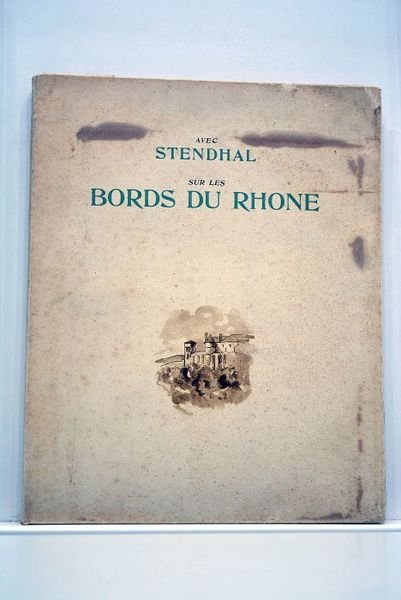 AVEC
STENDHAL
SUR LES
BORDS DU RHONE